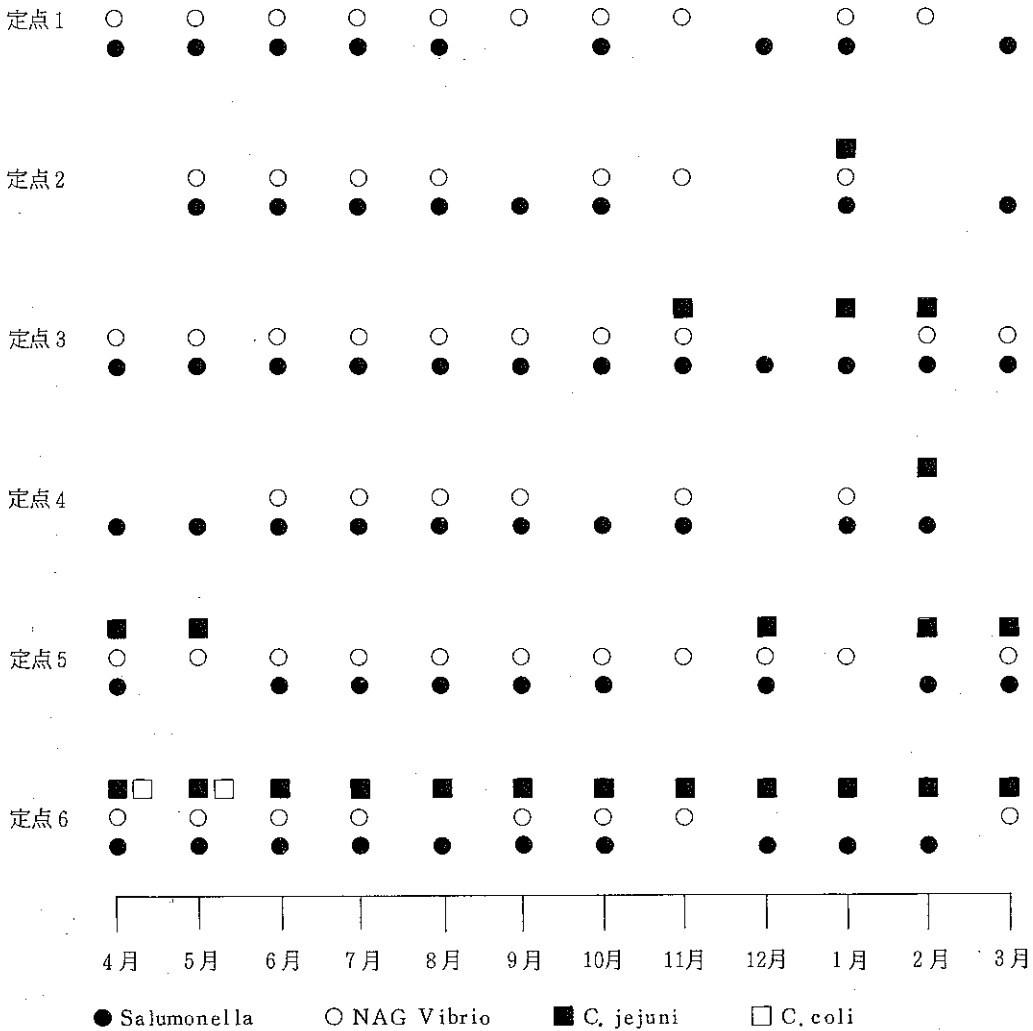 定点1
定点2
定点3
定点4
定点5
定点6
4月 5月 6月 7月 8月 9月 10月 11月 12月 1月 2月 3月
● Salumonella ○ NAG Vibrio ■ C. jejuni □ C. coli